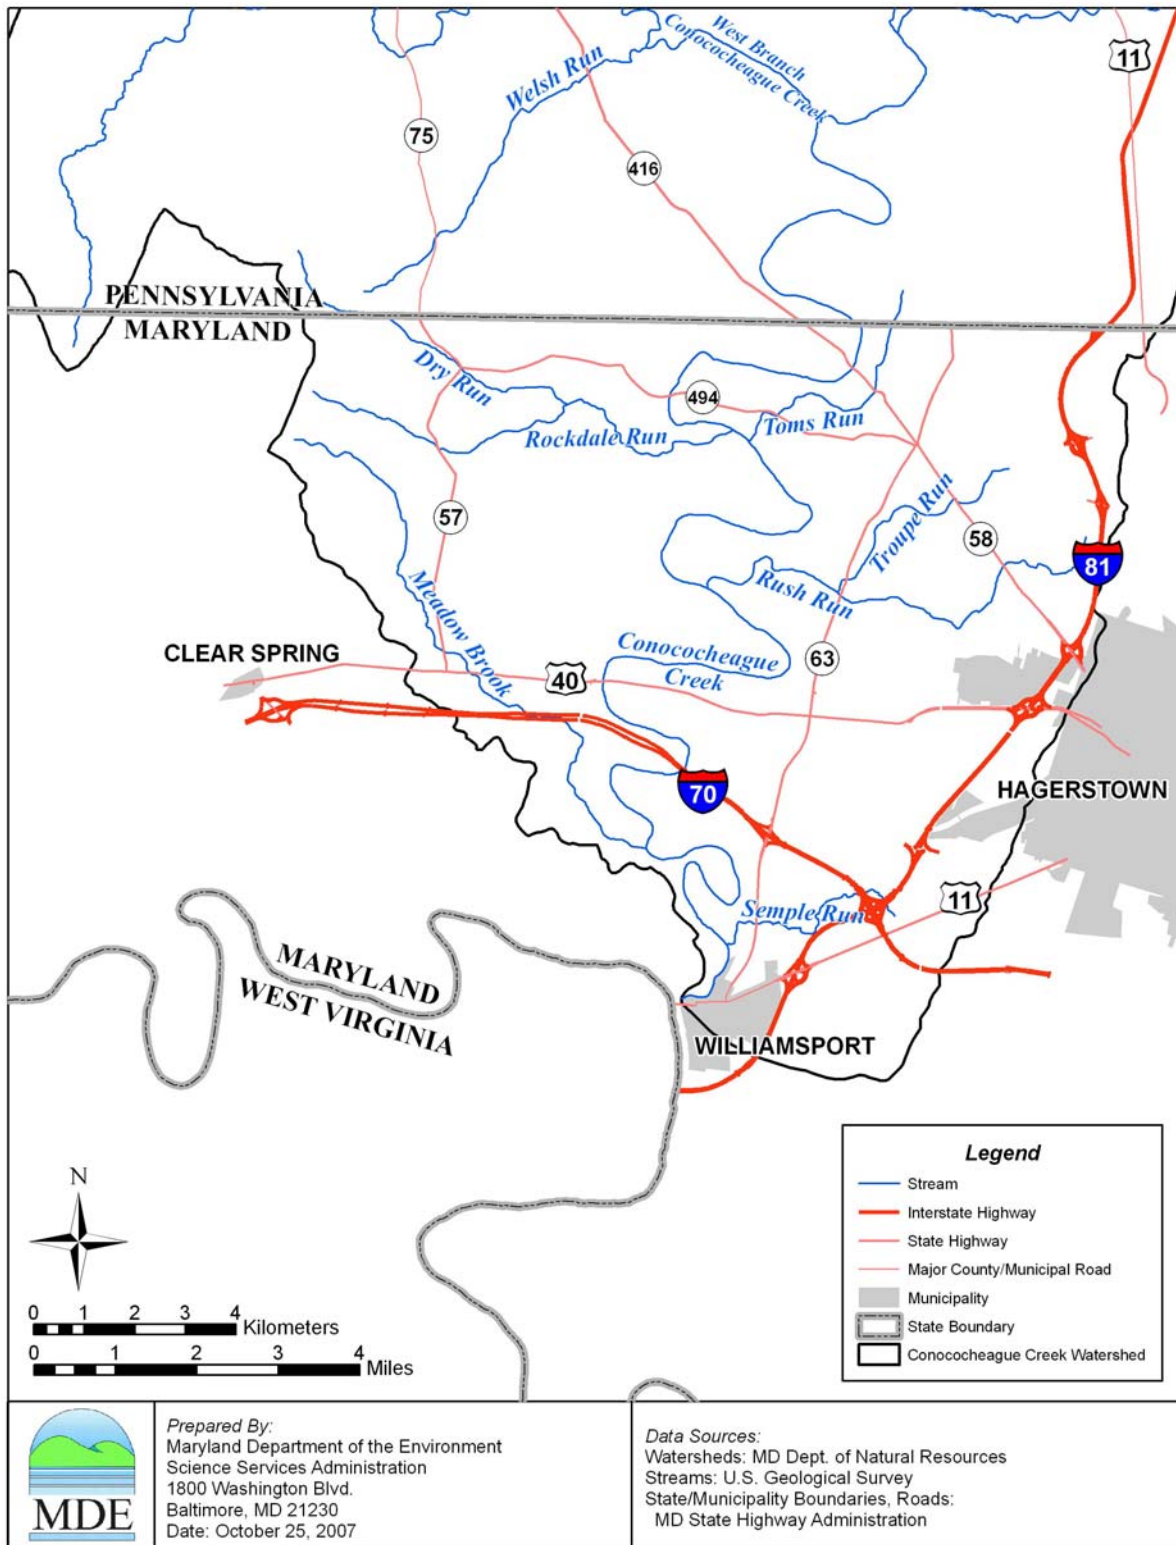 West Branch
Conococheague Creek
11
Welsh Run
75
416
PENNSYLVANIA
MARYLAND
Dry Run
494
Toms Run
Rockdale Run
57
Troupe Run
58
81
Meadow Brook
Rush Run
CLEAR SPRING
Conococheague
Creek
63
40
70
HAGERSTOWN
11
Semple Run
MARYLAND
WEST VIRGINIA
WILLIAMSPORT
Legend
Stream
Interstate Highway
State Highway
Major County/Municipal Road
Municipality
State Boundary
Conococheague Creek Watershed
N
0 1 2 3 4
Kilometers
0 1 2 3 4
Miles
MDE
Prepared By:
Maryland Department of the Environment
Science Services Administration
1800 Washington Blvd.
Baltimore, MD 21230
Date: October 25, 2007
Data Sources:
Watersheds: MD Dept. of Natural Resources
Streams: U.S. Geological Survey
State/Municipality Boundaries, Roads:
MD State Highway Administration